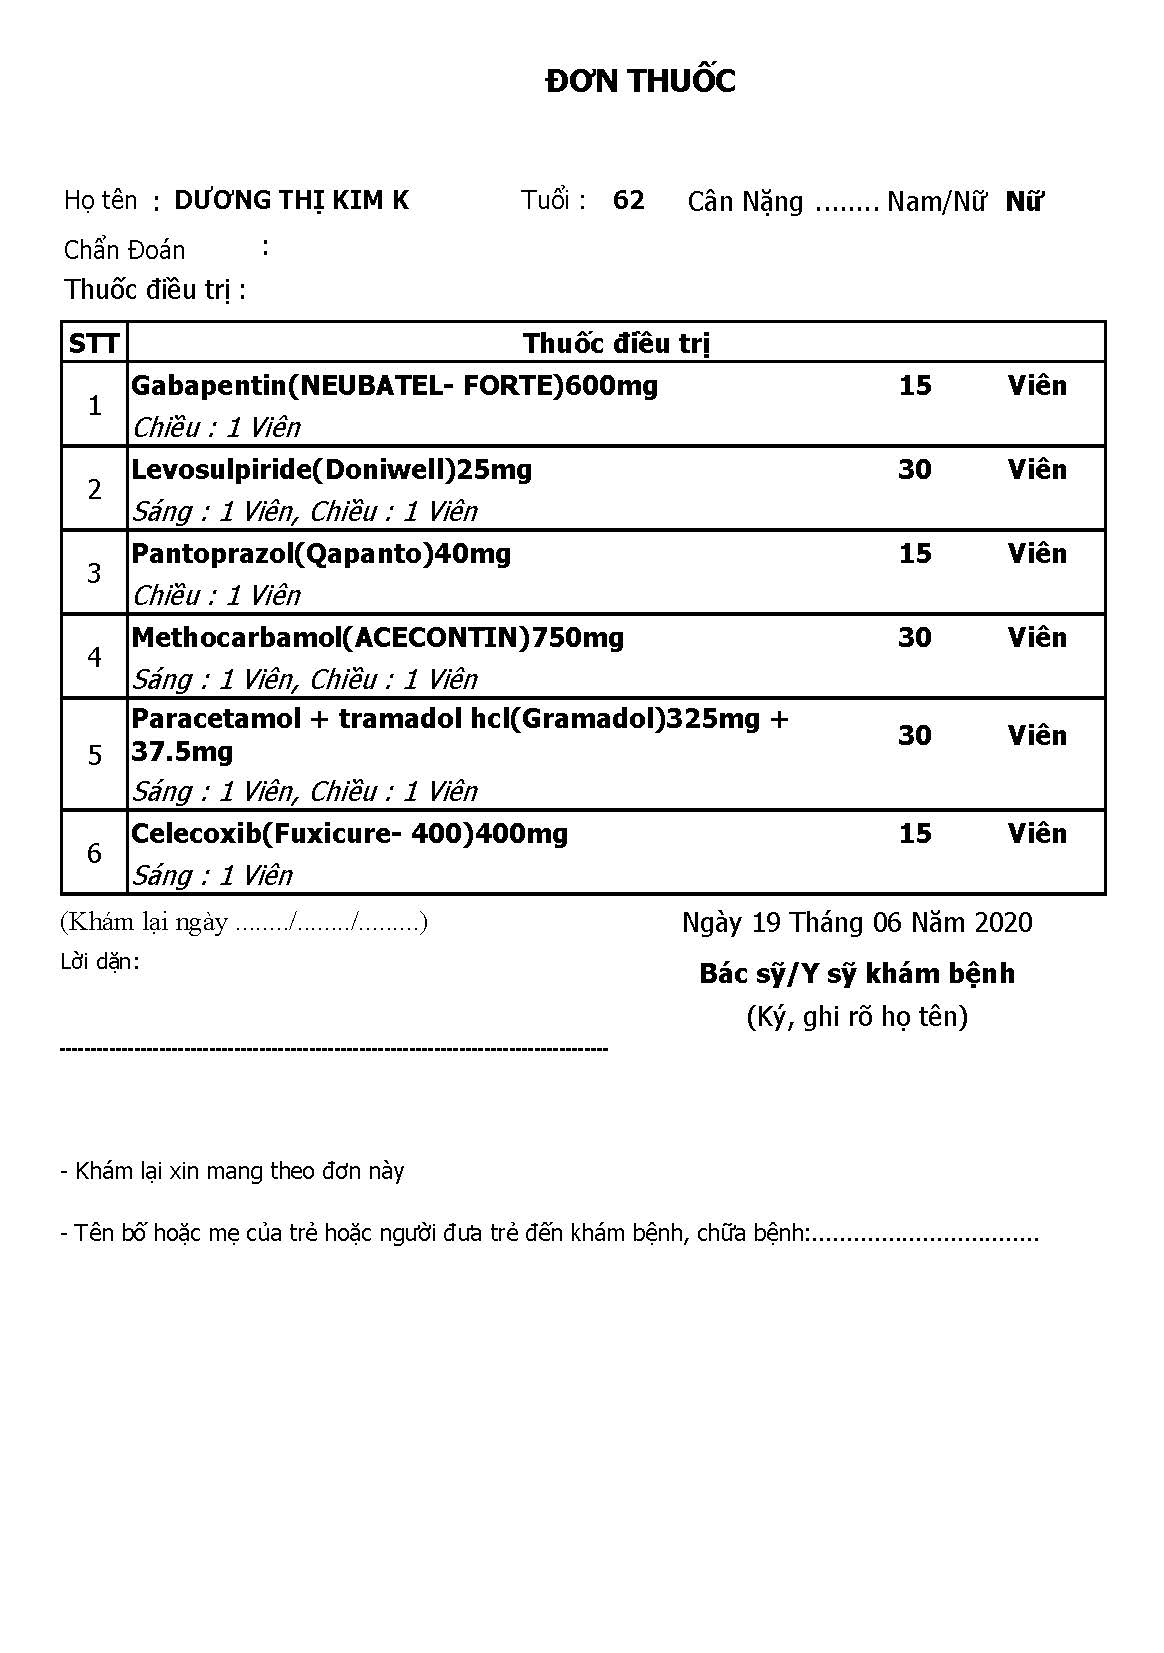 ĐƠN THUỐC
Họ tên : DƯƠNG THỊ KIM K Tuổi : 62 Cân Nặng ........ Nam/Nữ Nữ
Chẩn Đoán :
Thuốc điều trị :
STT Thuốc điều trị
1 Gabapentin(NEUBATEL- FORTE)600mg 15 Viên
Chiều : 1 Viên
2 Levosulpiride(Doniwell)25mg 30 Viên
Sáng : 1 Viên, Chiều : 1 Viên
3 Pantoprazol(Qapanto)40mg 15 Viên
Chiều : 1 Viên
4 Methocarbamol(ACECONTIN)750mg 30 Viên
Sáng : 1 Viên, Chiều : 1 Viên
5 Paracetamol + tramadol hcl(Gramadol)325mg +
37.5mg 30 Viên
Sáng : 1 Viên, Chiều : 1 Viên
6 Celecoxib(Fuxicure- 400)400mg 15 Viên
Sáng : 1 Viên
(Khám lại ngày ......../......../.........) Ngày 19 Tháng 06 Năm 2020
Lời dặn:
Bác sỹ/Y sỹ khám bệnh
(Ký, ghi rõ họ tên)
- Khám lại xin mang theo đơn này
- Tên bố hoặc mẹ của trẻ hoặc người đưa trẻ đến khám bệnh, chữa bệnh:.................................